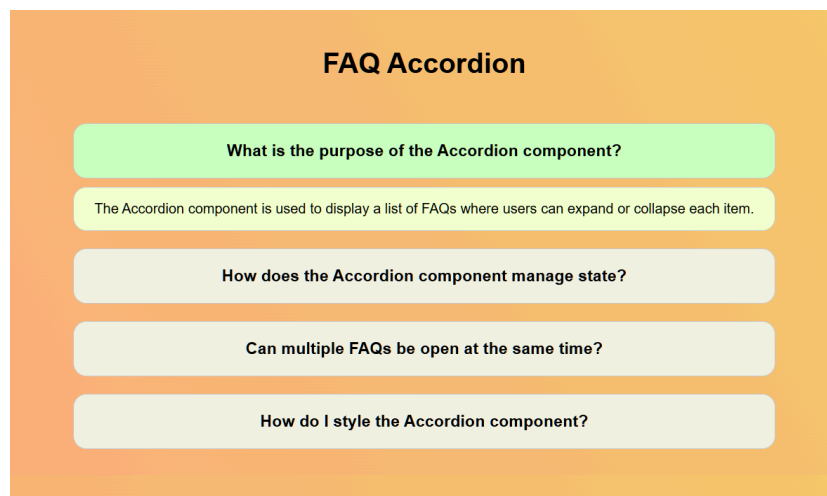 FAQ Accordion
What is the purpose of the Accordion component?
The Accordion component is used to display a list of FAQs where users can expand or collapse each item.
How does the Accordion component manage state?
Can multiple FAQs be open at the same time?
How do I style the Accordion component?